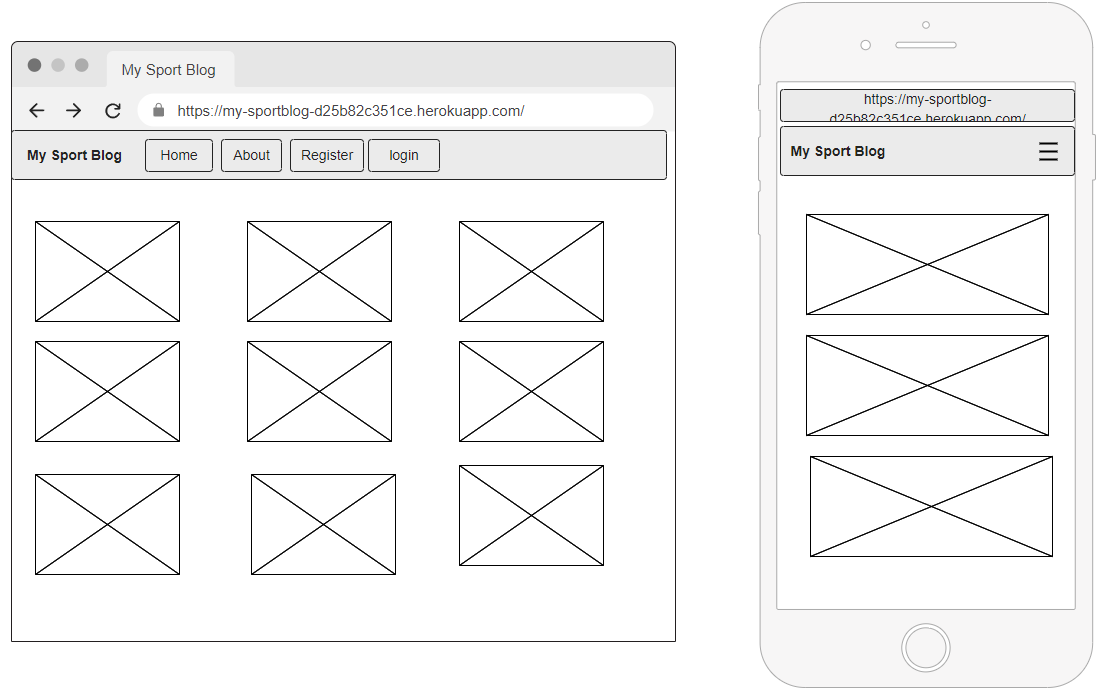 My Sport Blog
https://my-sportblog-d25b82c351ce.herokuapp.com/
My Sport Blog Home About Register login
https://my-sportblog-
d25b82c351ce.herokuapp.com/
My Sport Blog